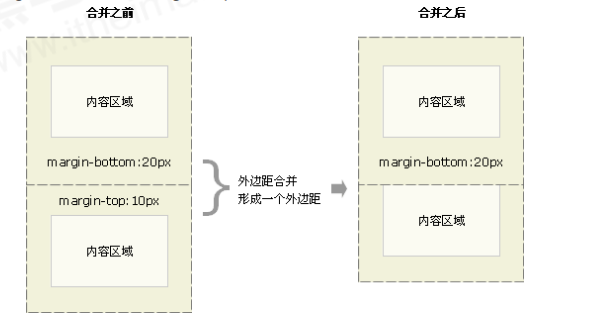 合并之前
合并之后
内容区域
内容区域
margin-bottom:20px
margin-bottom:20px
外边距合并
形成一个外边距
margin-top:10px
内容区域
内容区域